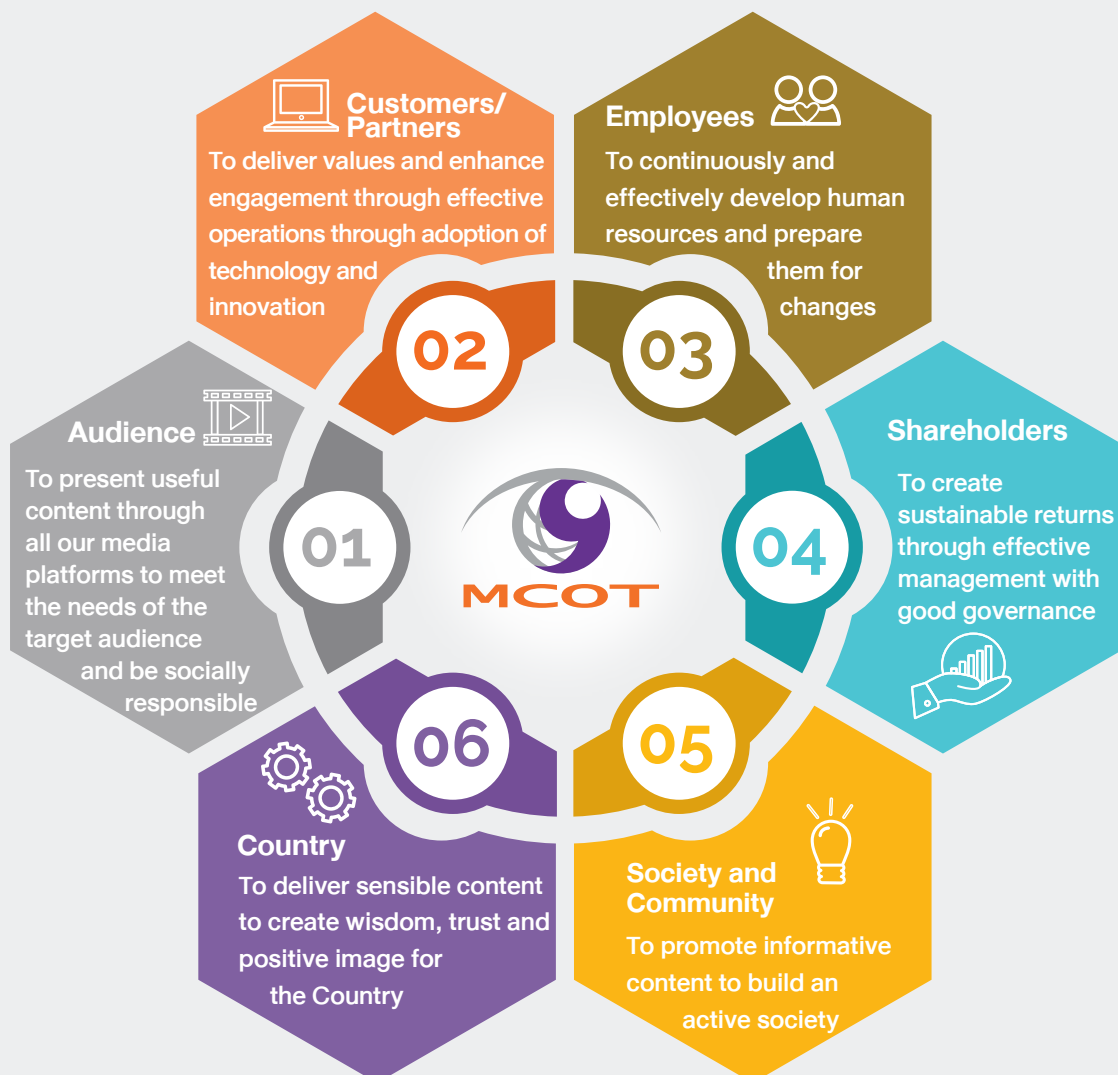 01
Audience
To present useful
content through
all our media
platforms to meet
the needs of the
target audience
and be socially
responsible
02
Customers/
Partners
To deliver values and enhance
engagement through effective
operations through adoption of
technology and
innovation
03
Employees
To continuously and
effectively develop human
resources and prepare
them for
changes
04
Shareholders
To create
sustainable returns
through effective
management with
good governance
05
Society and
Community
To promote informative
content to build an
active society
06
Country
To deliver sensible content
to create wisdom, trust and
positive image for
the Country
MCOT